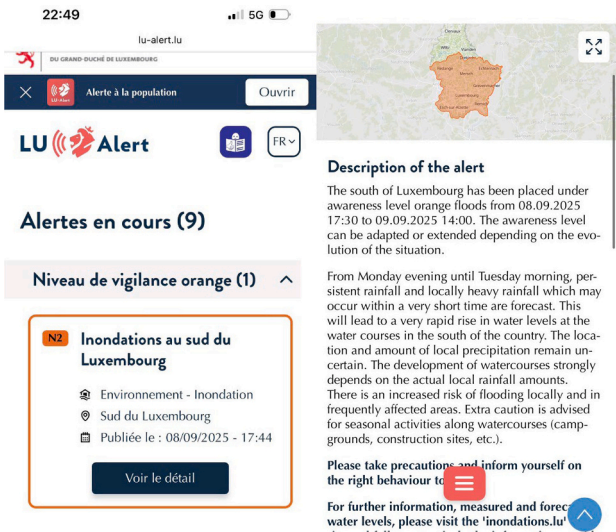 22:49
5G
lu-alert.lu
DU GRAND-DUCHÉ DE LUXEMBOURG
Alerte à la population
Ouvrir
LU Alert
FR
Alertes en cours (9)
Niveau de vigilance orange (1)
N2
Inondations au sud du
Luxembourg
Environnement - Inondation
Sud du Luxembourg
Publiée le : 08/09/2025 - 17:44
Voir le détail
Description of the alert
The south of Luxembourg has been placed under
awareness level orange floods from 08.09.2025
17:30 to 09.09.2025 14:00. The awareness level
can be adapted or extended depending on the evo-
lution of the situation.
From Monday evening until Tuesday morning, per-
sistent rainfall and locally heavy rainfall which may
occur within a very short time are forecast. This
will lead to a very rapid rise in water levels at the
water courses in the south of the country. The loca-
tion and amount of local precipitation remain un-
certain. The development of watercourses strongly
depends on the actual local rainfall amounts.
There is an increased risk of flooding locally and in
frequently affected areas. Extra caution is advised
for seasonal activities along watercourses (camp-
grounds, construction sites, etc.).
Please take precautions and inform yourself on
the right behaviour to
For further information, measured and forec
water levels, please visit the 'inondations.lu'